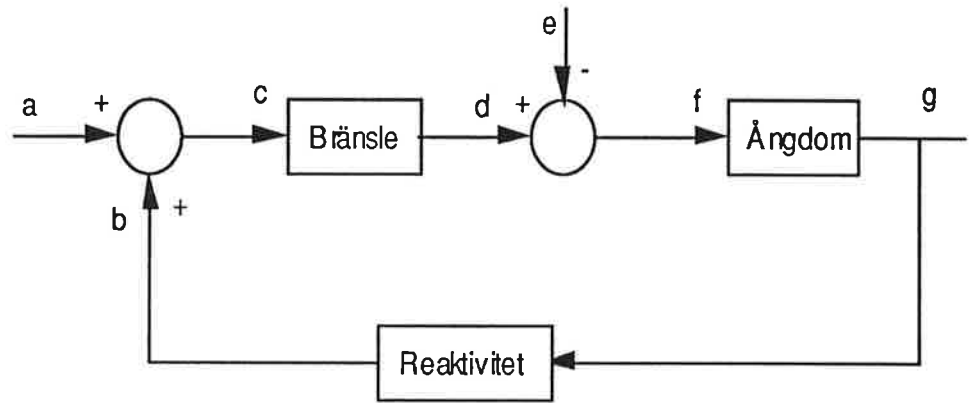 e
a + c Bränsle d + - f Ångdom g
b +
Reaktivitet